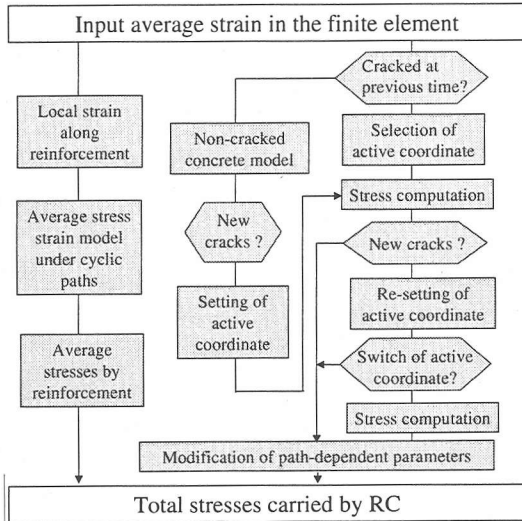 Input average strain in the finite element
Local strain
along
reinforcement
Average stress
strain model
under cyclic
paths
Average
stresses by
reinforcement
Non-cracked
concrete model
New
cracks ?
Setting of
active
coordinate
Cracked at
previous time?
Selection of
active coordinate
Stress computation
New cracks ?
Re-setting of
active coordinate
Switch of active
coordinate?
Stress computation
Modification of path-dependent parameters
Total stresses carried by RC